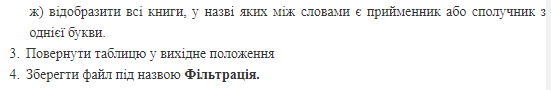 ж) відобразити всі книги, у назві яких між словами є прийменник або сполучник з
однієї букви.
3. Повернути таблицю у вихідне положення
4. Зберегти файл під назвою Фільтрація.